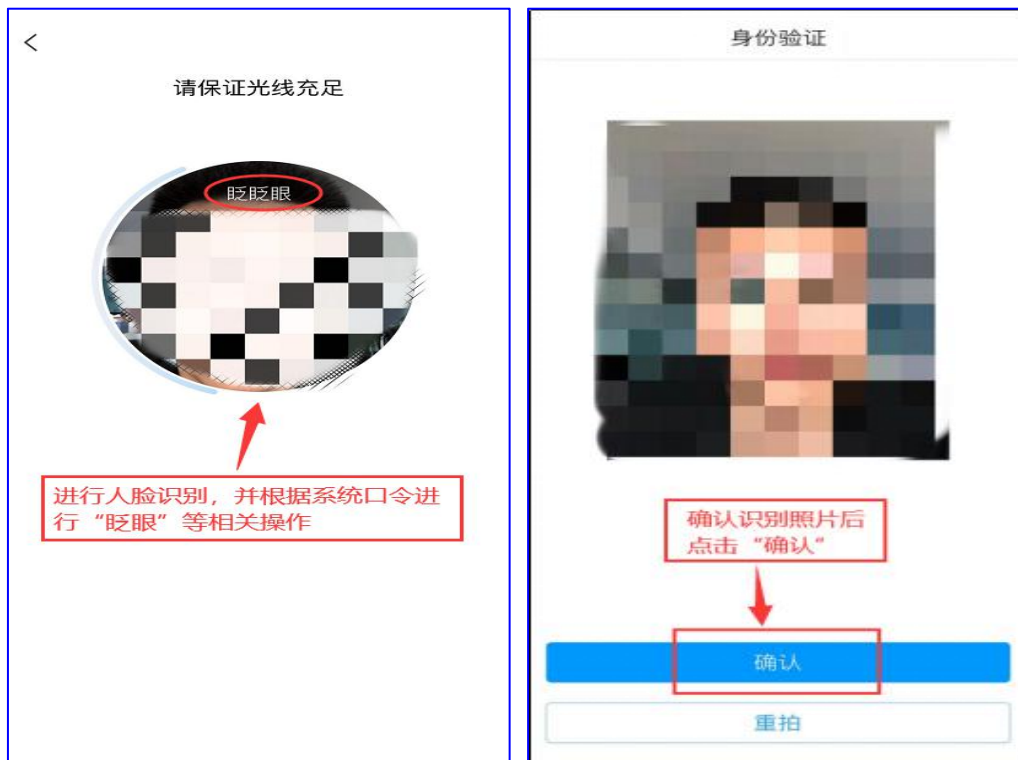 请保证光线充足
眨眨眼
进行人脸识别，并根据系统口令进
行“眨眼”等相关操作
身份验证
确认识别照片后
点击“确认”
确认
重拍